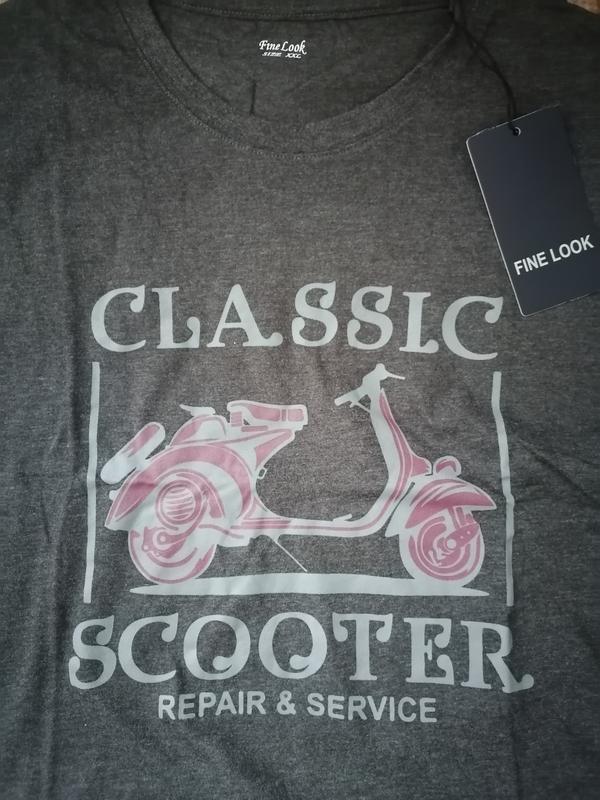 Fine Look
SIZE XXL
FINE LOOK
CLASSIC
SCOOTER
REPAIR & SERVICE